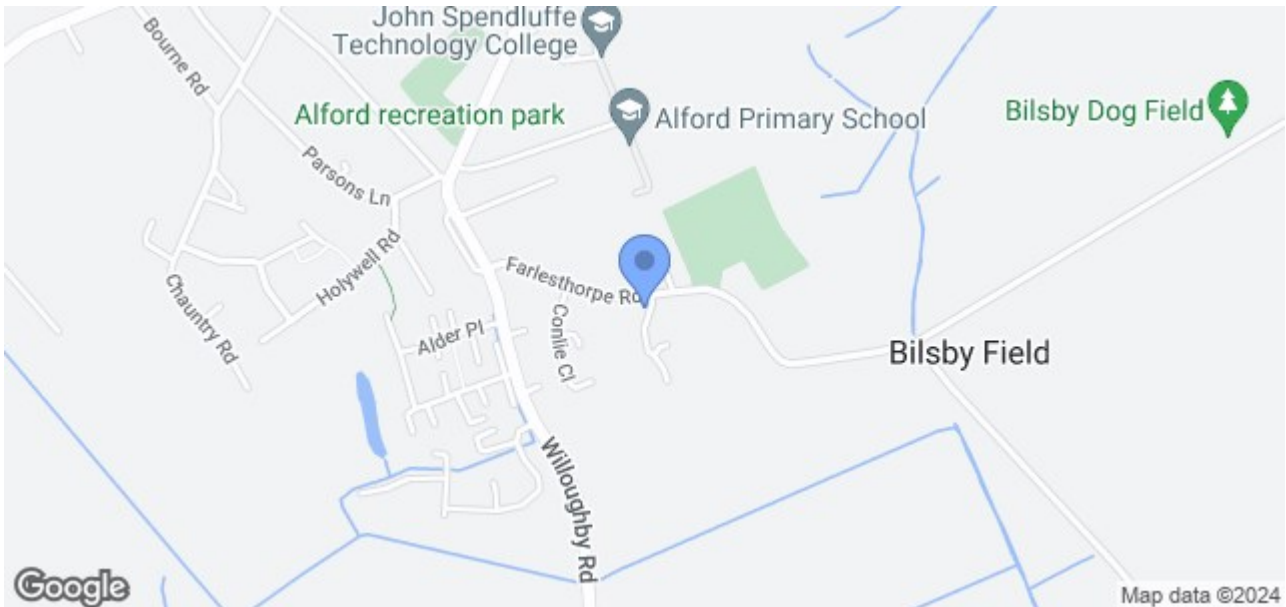 John Spendluffe
Technology College
Bourne Rd
Alford recreation park
Alford Primary School
Bilsby Dog Field
Parsons Ln
Holywell Rd
Chauntry Rd
Farlesthorpe Rd
Alder Pl
Conlie Cl
Bilsby Field
Willoughby Rd
Google
Map data ©2024